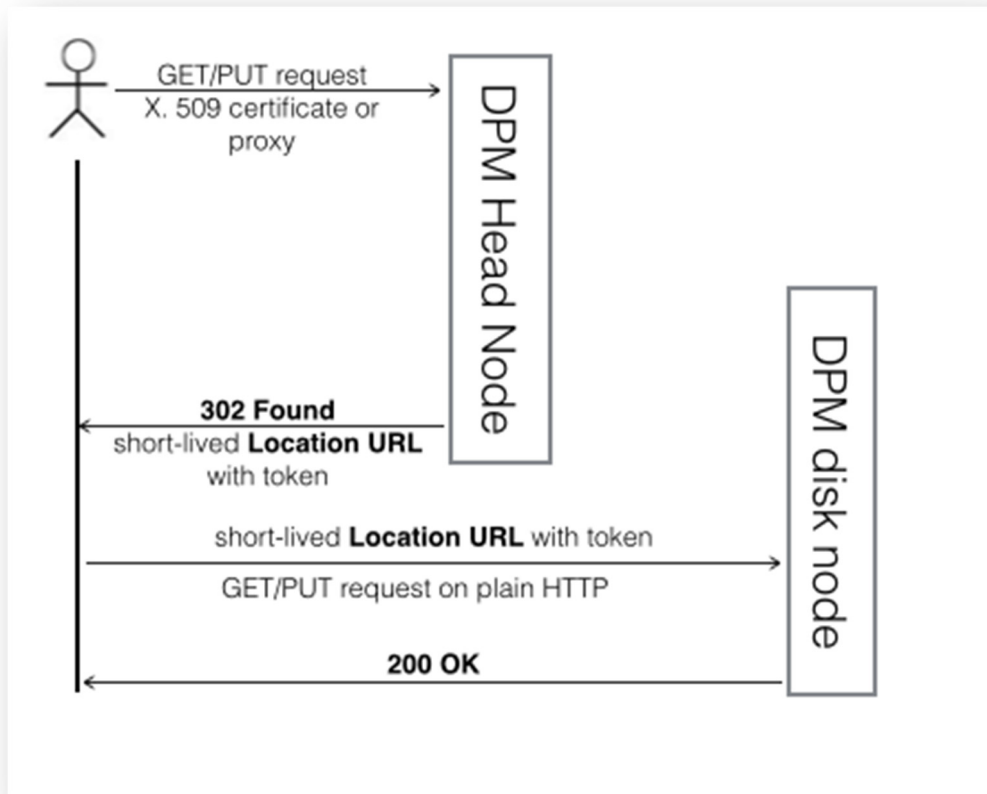 GET/PUT request
X. 509 certificate or
proxy
DPM Head Node
302 Found
short-lived Location URL
with token
short-lived Location URL with token
GET/PUT request on plain HTTP
DPM disk node
200 OK